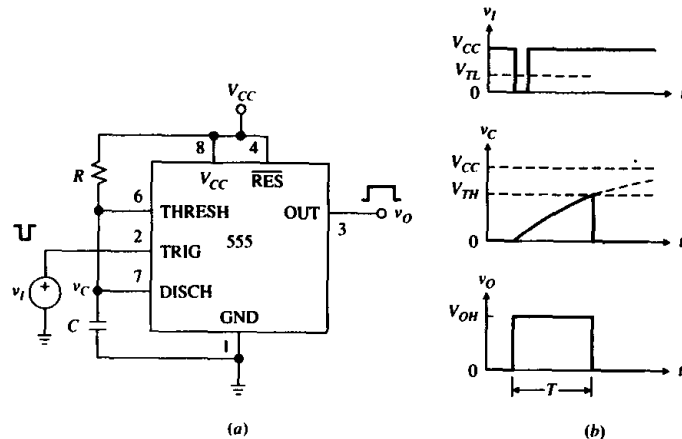 V_CC
8
4
R
V_CC
RES
6
THRESH
OUT
v_O
3
2
TRIG
555
7
v_I
v_C
DISCH
C
GND
1
(a)
v_I
V_CC
V_TL
0
t
v_C
V_CC
V_TH
0
t
v_O
V_OH
0
t
T
(b)